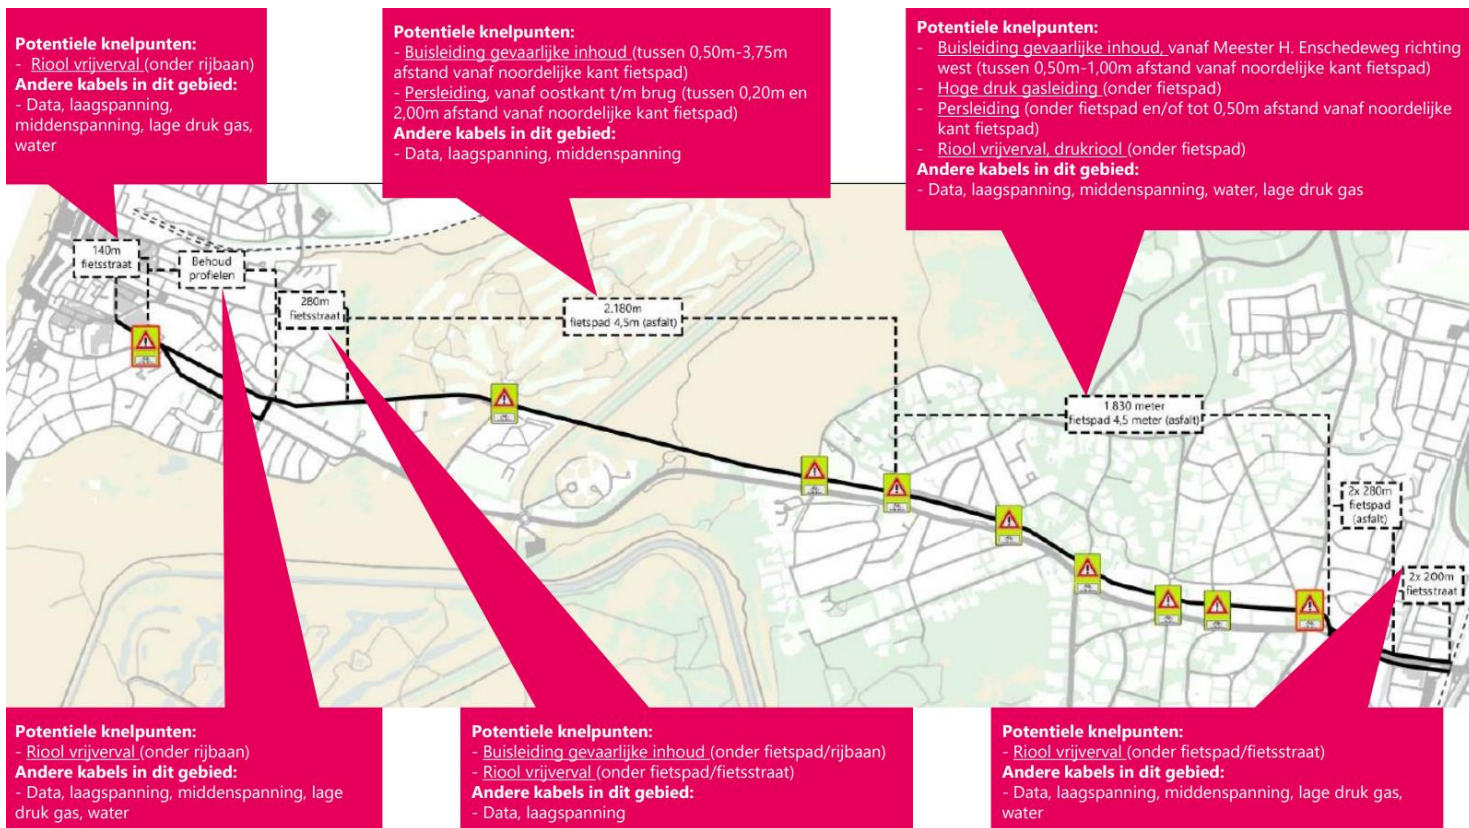 Potentiele knelpunten:
- Riool vrijverval (onder rijbaan)
Andere kabels in dit gebied:
- Data, laagspanning,
middenspanning, lage druk gas,
water
Potentiele knelpunten:
- Buisleiding gevaarlijke inhoud (tussen 0,50m-3,75m
afstand vanaf noordelijke kant fietspad)
- Persleiding, vanaf oostkant t/m brug (tussen 0,20m en
2,00m afstand vanaf noordelijke kant fietspad)
Andere kabels in dit gebied:
- Data, laagspanning, middenspanning
Potentiele knelpunten:
- Buisleiding gevaarlijke inhoud, vanaf Meester H. Enschedeweg richting
west (tussen 0,50m-1,00m afstand vanaf noordelijke kant fietspad)
- Hoge druk gasleiding (onder fietspad)
- Persleiding (onder fietspad en/of tot 0,50m afstand vanaf noordelijke
kant fietspad)
- Riool vrijverval, drukriool (onder fietspad)
Andere kabels in dit gebied:
- Data, laagspanning, middenspanning, water, lage druk gas
140m
fietsstraat
Behoud
profielen
280m
fietsstraat
2.180m
fietspad 4,5m (asfalt)
1.830 meter
fietspad 4,5 meter (asfalt)
2x 280m
fietspad
(asfalt)
2x 200m
fietsstraat
Potentiele knelpunten:
- Riool vrijverval (onder rijbaan)
Andere kabels in dit gebied:
- Data, laagspanning, middenspanning, lage
druk gas, water
Potentiele knelpunten:
- Buisleiding gevaarlijke inhoud (onder fietspad/rijbaan)
- Riool vrijverval (onder fietspad/fietsstraat)
Andere kabels in dit gebied:
- Data, laagspanning
Potentiele knelpunten:
- Riool vrijverval (onder fietspad/fietsstraat)
Andere kabels in dit gebied:
- Data, laagspanning, middenspanning, lage druk gas,
water